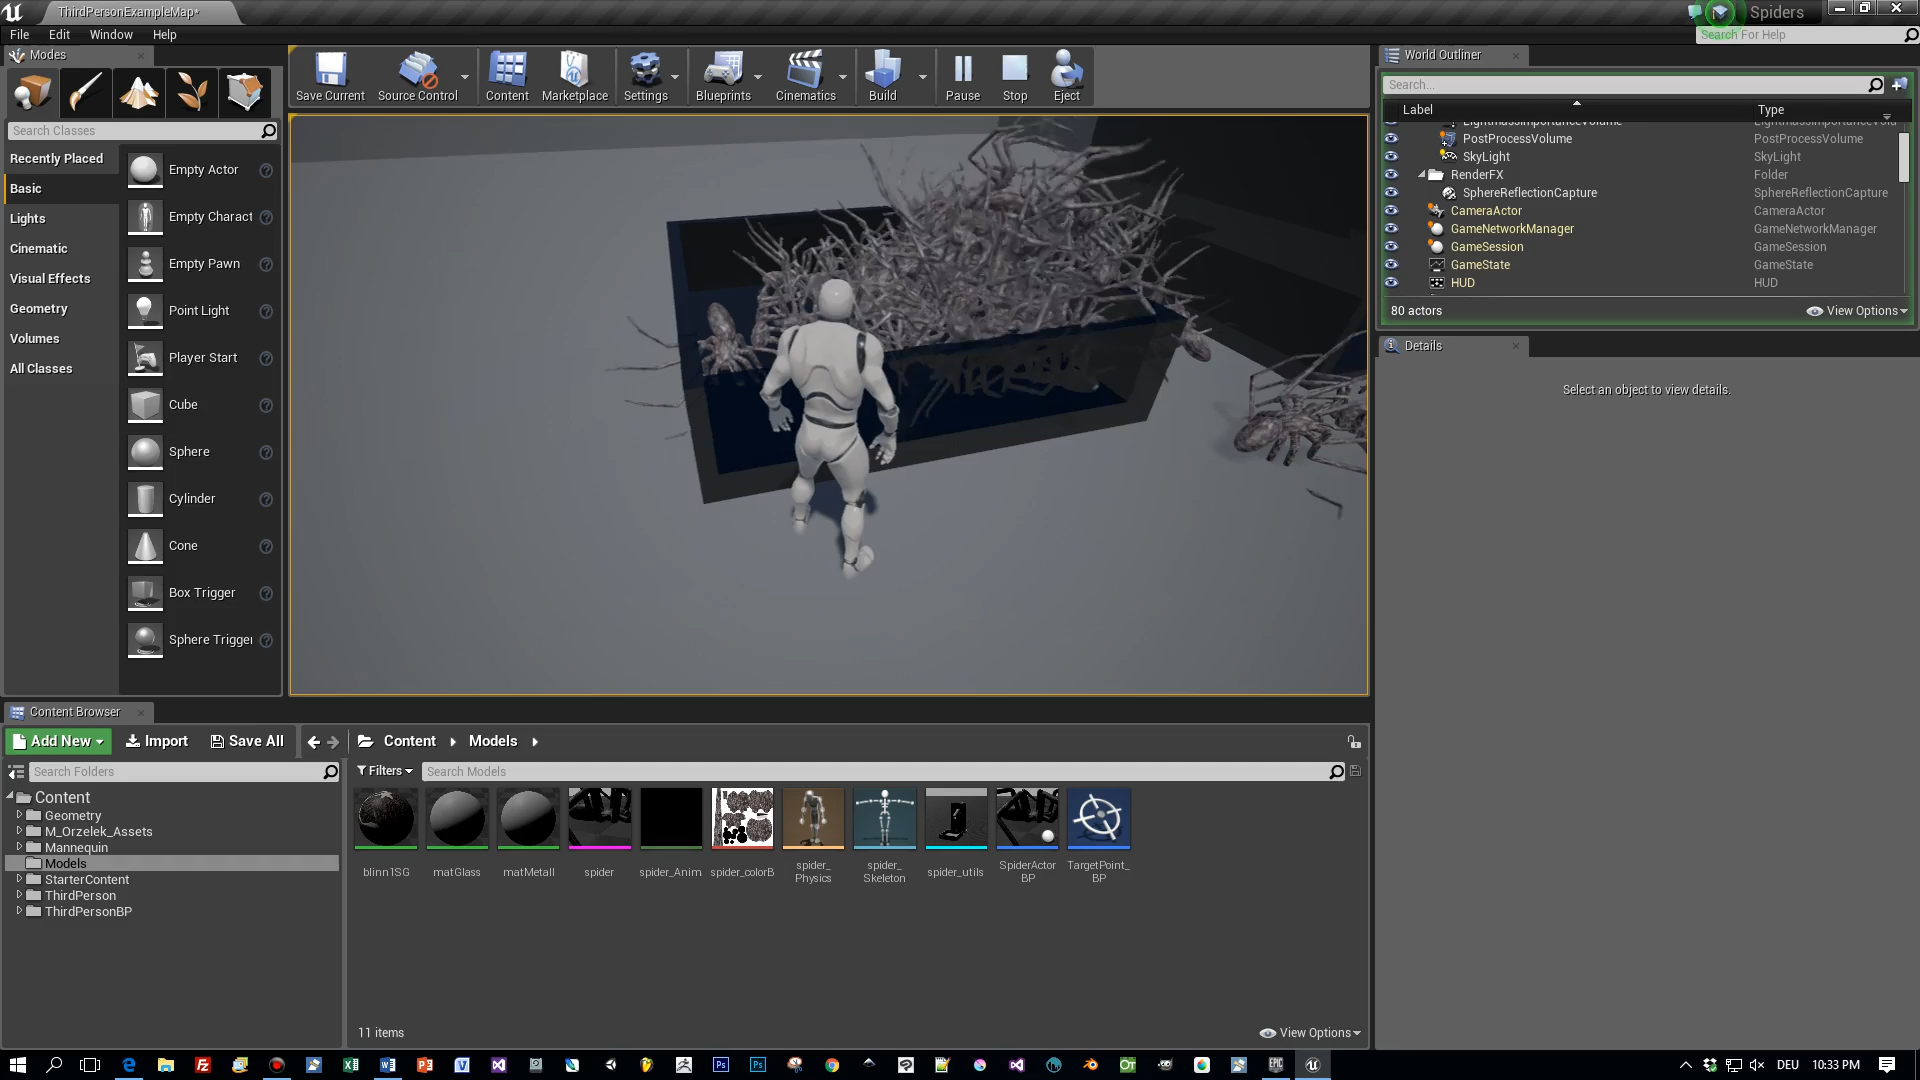 ThirdPersonExampleMap*
Spiders
File
Edit
Window
Help
Search For Help
Modes
Save Current
Source Control
Content
Marketplace
Settings
Blueprints
Cinematics
Build
Pause
Stop
Eject
Search Classes
Recently Placed
Basic
Lights
Cinematic
Visual Effects
Geometry
Volumes
All Classes
Empty Actor
Empty Charact
Empty Pawn
Point Light
Player Start
Cube
Sphere
Cylinder
Cone
Box Trigger
Sphere Trigger
World Outliner
Search...
Label
Type
PostProcessVolume PostProcessVolume
SkyLight SkyLight
RenderFX Folder
SphereReflectionCapture SphereReflectionCapture
CameraActor CameraActor
GameNetworkManager GameNetworkManager
GameSession GameSession
GameState GameState
HUD HUD
80 actors
View Options
Details
Select an object to view details.
Content Browser
Add New
Import
Save All
Content
Models
Search Folders
Filters
Search Models
Content
Geometry
M_Orzelek_Assets
Mannequin
Models
StarterContent
ThirdPerson
ThirdPersonBP
blinn1SG
matGlass
matMetall
spider
spider_Anim
spider_colorB
spider_
Physics
spider_
Skeleton
spider_utils
SpiderActor
BP
TargetPoint_
BP
11 items
View Options
DEU
10:33 PM